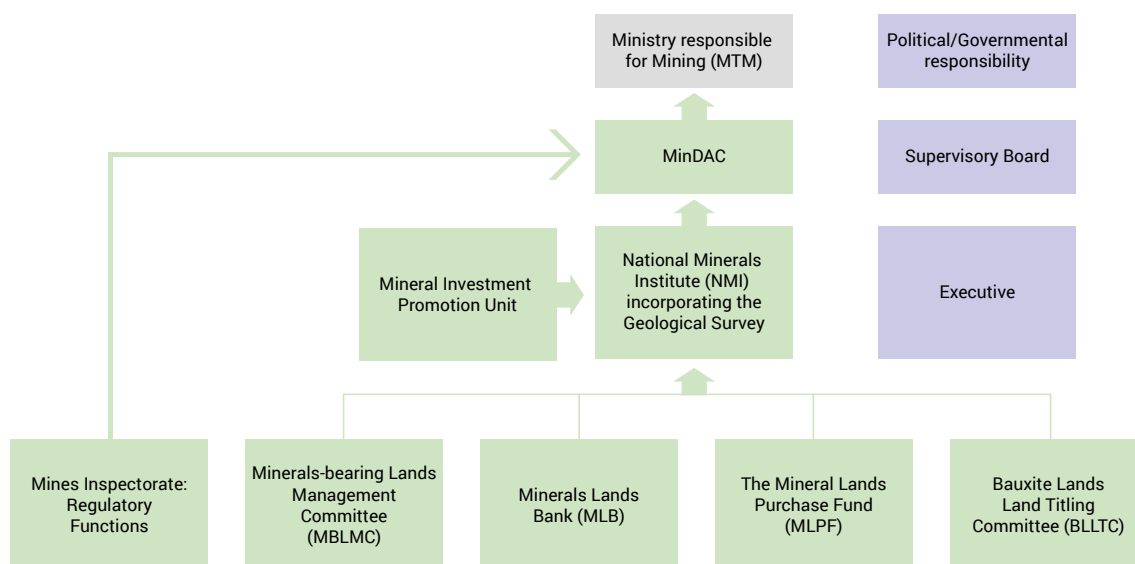 Ministry responsible
for Mining (MTM)
Political/Governmental
responsibility
MinDAC
Supervisory Board
Mineral Investment
Promotion Unit
National Minerals
Institute (NMI)
incorporating the
Geological Survey
Executive
Mines Inspectorate:
Regulatory
Functions
Minerals-bearing Lands
Management
Committee
(MBLMC)
Minerals Lands
Bank (MLB)
The Mineral Lands
Purchase Fund
(MLPF)
Bauxite Lands
Land Titling
Committee (BLLTC)